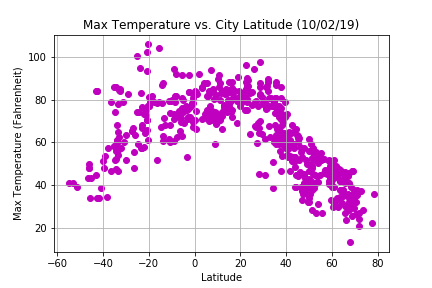 Max Temperature vs. City Latitude (10/02/19)
Max Temperature (Fahrenheit)
100
80
60
40
20
−60 −40 −20 0 20 40 60 80
Latitude